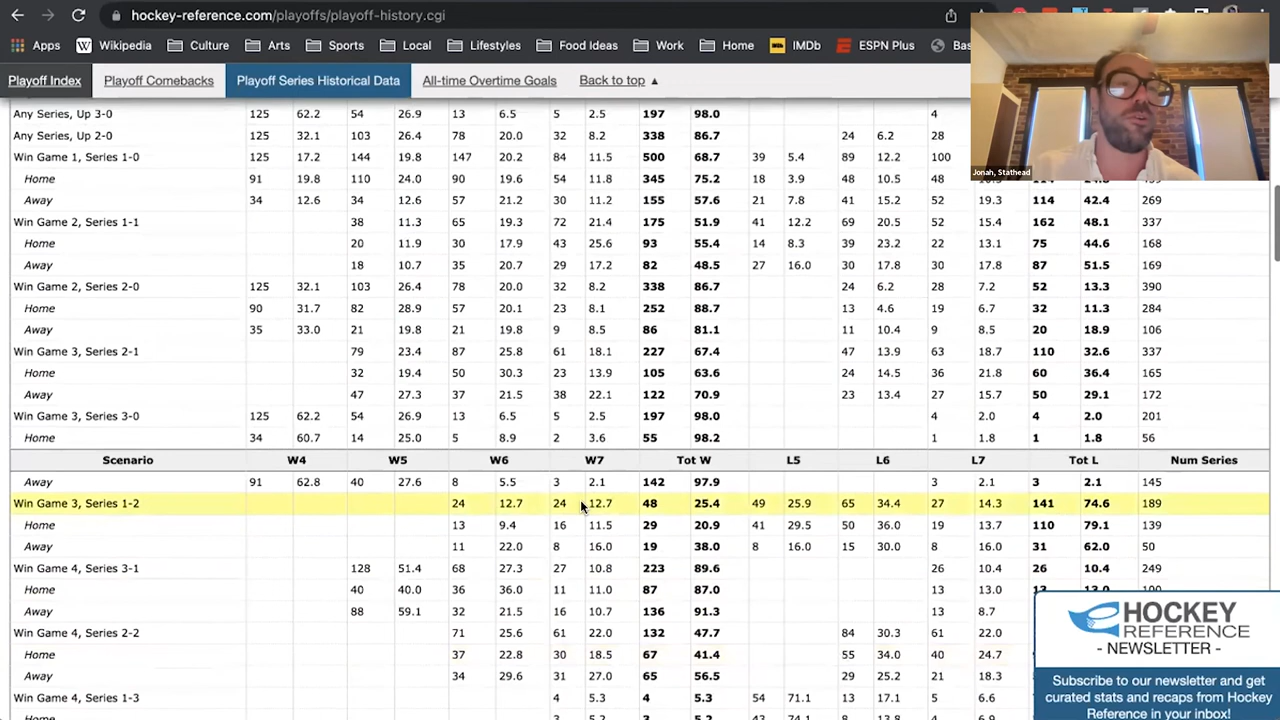 hockey-reference.com/playoffs/playoff-history.cgi
Apps Wikipedia Culture Arts Sports Local Lifestyles Food Ideas Work Home IMDb ESPN Plus
Playoff Index Playoff Comebacks Playoff Series Historical Data All-time Overtime Goals Back to top ▲
Jonah, Stathead
Any Series, Up 3-0 125 62.2 54 26.9 13 6.5 5 2.5 197 98.0 4
Any Series, Up 2-0 125 32.1 103 26.4 78 20.0 32 8.2 338 86.7 24 6.2 28
Win Game 1, Series 1-0 125 17.2 144 19.8 147 20.2 84 11.5 500 68.7 39 5.4 89 12.2 100
Home 91 19.8 110 24.0 90 19.6 54 11.8 345 75.2 18 3.9 48 10.5 48
Away 34 12.6 34 12.6 57 21.2 30 11.2 155 57.6 21 7.8 41 15.2 52 19.3 114 42.4 269
Win Game 2, Series 1-1 38 11.3 65 19.3 72 21.4 175 51.9 41 12.2 69 20.5 52 15.4 162 48.1 337
Home 20 11.9 30 17.9 43 25.6 93 55.4 14 8.3 39 23.2 22 13.1 75 44.6 168
Away 18 10.7 35 20.7 29 17.2 82 48.5 27 16.0 30 17.8 30 17.8 87 51.5 169
Win Game 2, Series 2-0 125 32.1 103 26.4 78 20.0 32 8.2 338 86.7 24 6.2 28 7.2 52 13.3 390
Home 90 31.7 82 28.9 57 20.1 23 8.1 252 88.7 13 4.6 19 6.7 32 11.3 284
Away 35 33.0 21 19.8 21 19.8 9 8.5 86 81.1 11 10.4 9 8.5 20 18.9 106
Win Game 3, Series 2-1 79 23.4 87 25.8 61 18.1 227 67.4 47 13.9 63 18.7 110 32.6 337
Home 32 19.4 50 30.3 23 13.9 105 63.6 24 14.5 36 21.8 60 36.4 165
Away 47 27.3 37 21.5 38 22.1 122 70.9 23 13.4 27 15.7 50 29.1 172
Win Game 3, Series 3-0 125 62.2 54 26.9 13 6.5 5 2.5 197 98.0 4 2.0 4 2.0 201
Home 34 60.7 14 25.0 5 8.9 2 3.6 55 98.2 1 1.8 1 1.8 56
Scenario W4 W5 W6 W7 Tot W L5 L6 L7 Tot L Num Series
Away 91 62.8 40 27.6 8 5.5 3 2.1 142 97.9 3 2.1 3 2.1 145
Win Game 3, Series 1-2 24 12.7 24 12.7 48 25.4 49 25.9 65 34.4 27 14.3 141 74.6 189
Home 13 9.4 16 11.5 29 20.9 41 29.5 50 36.0 19 13.7 110 79.1 139
Away 11 22.0 8 16.0 19 38.0 8 16.0 15 30.0 8 16.0 31 62.0 50
Win Game 4, Series 3-1 128 51.4 68 27.3 27 10.8 223 89.6 26 10.4 26 10.4 249
Home 40 40.0 36 36.0 11 11.0 87 87.0 13 13.0
Away 88 59.1 32 21.5 16 10.7 136 91.3 13 8.7
Win Game 4, Series 2-2 71 25.6 61 22.0 132 47.7 84 30.3 61 22.0
Home 37 22.8 30 18.5 67 41.4 55 34.0 40 24.7
Away 34 29.6 31 27.0 65 56.5 29 25.2 21 18.3
Win Game 4, Series 1-3 4 5.3 4 5.3 54 71.1 13 17.1 5 6.6
HOCKEY
REFERENCE
- NEWSLETTER -
Subscribe to our newsletter and get
curated stats and recaps from Hockey
Reference in your inbox!